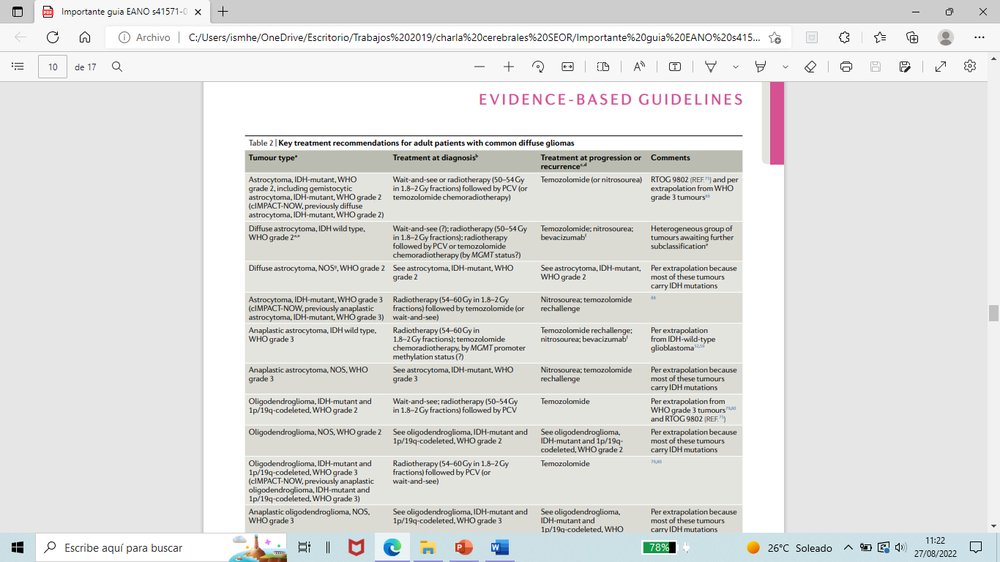 Importante guia EANO s41571-0
Archivo
C:/Users/ismhe/OneDrive/Escritorio/Trabajos%202019/charla%20cerebrales%20SEOR/Importante%20guia%20EANO%20s415...
10 de 17
EVIDENCE-BASED GUIDELINES
Table 2 | Key treatment recommendations for adult patients with common diffuse gliomas
Tumour typeᵃ
Treatment at diagnosisᵇ
Treatment at progression or
recurrenceᶜ,ᵈ
Comments
Astrocytoma, IDH-mutant, WHO
grade 2, including gemistocytic
astrocytoma, IDH-mutant, WHO grade 2
(cIMPACT-NOW, previously diffuse
astrocytoma, IDH-mutant, WHO grade 2)
Wait-and-see or radiotherapy (50–54 Gy
in 1.8–2 Gy fractions) followed by PCV (or
temozolomide chemoradiotherapy)
Temozolomide (or nitrosourea)
RTOG 9802 (REF.⁷⁵) and per
extrapolation from WHO
grade 3 tumours⁸⁸
Diffuse astrocytoma, IDH wild type,
WHO grade 2ᵃ,ᵉ
Wait-and-see (?); radiotherapy (50–54 Gy
in 1.8–2 Gy fractions); radiotherapy
followed by PCV or temozolomide
chemoradiotherapy (by MGMT status?)
Temozolomide; nitrosourea;
bevacizumabᶠ
Heterogeneous group of
tumours awaiting further
subclassificationᵉ
Diffuse astrocytoma, NOSᵍ, WHO grade 2
See astrocytoma, IDH-mutant, WHO
grade 2
See astrocytoma, IDH-mutant,
WHO grade 2
Per extrapolation because
most of these tumours
carry IDH mutations
Astrocytoma, IDH-mutant, WHO grade 3
(cIMPACT-NOW, previously anaplastic
astrocytoma, IDH-mutant, WHO grade 3)
Radiotherapy (54–60 Gy in 1.8–2 Gy
fractions) followed by temozolomide (or
wait-and-see)
Nitrosourea; temozolomide
rechallenge
⁸⁸
Anaplastic astrocytoma, IDH wild type,
WHO grade 3
Radiotherapy (54–60 Gy in
1.8–2 Gy fractions); temozolomide
chemoradiotherapy, by MGMT promoter
methylation status (?)
Temozolomide rechallenge;
nitrosourea; bevacizumabᶠ
Per extrapolation
from IDH-wild-type
glioblastoma³²,⁵⁹
Anaplastic astrocytoma, NOS, WHO
grade 3
See astrocytoma, IDH-mutant, WHO
grade 3
Nitrosourea; temozolomide
rechallenge
Per extrapolation because
most of these tumours
carry IDH mutations
Oligodendroglioma, IDH-mutant and
1p/19q-codeleted, WHO grade 2
Wait-and-see; radiotherapy (50–54 Gy
in 1.8–2 Gy fractions) followed by PCV
Temozolomide
Per extrapolation from
WHO grade 3 tumours⁷⁹,⁸⁰
and RTOG 9802 (REF.⁷⁵)
Oligodendroglioma, NOS, WHO grade 2
See oligodendroglioma, IDH-mutant and
1p/19q-codeleted, WHO grade 2
See oligodendroglioma,
IDH-mutant and 1p/19q-
codeleted, WHO grade 2
Per extrapolation because
most of these tumours
carry IDH mutations
Oligodendroglioma, IDH-mutant and
1p/19q-codeleted, WHO grade 3
(cIMPACT-NOW, previously anaplastic
oligodendroglioma, IDH-mutant and
1p/19q-codeleted, WHO grade 3)
Radiotherapy (54–60 Gy in 1.8–2 Gy
fractions) followed by PCV (or
wait-and-see)
Temozolomide
⁷⁹,⁸⁰
Anaplastic oligodendroglioma, NOS,
WHO grade 3
See oligodendroglioma, IDH-mutant and
1p/19q-codeleted, WHO grade 3
See oligodendroglioma,
IDH-mutant and
1p/19q-codeleted, WHO
Per extrapolation because
most of these tumours
carry IDH mutations
Escribe aquí para buscar
78%
26°C Soleado
11:22
27/08/2022